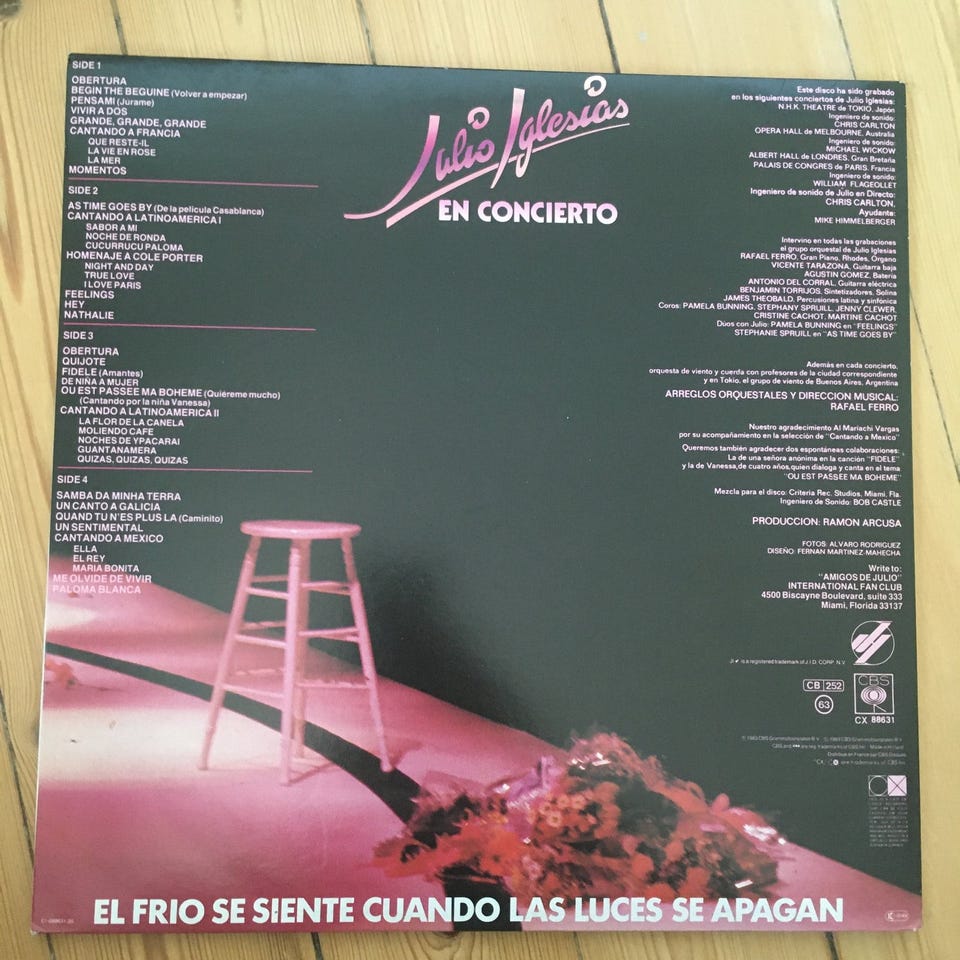 SIDE 1
OBERTURA
BEGIN THE BEGUINE (Volver a empezar)
PENSAMI (Júrame)
VIVIR A DOS
GRANDE, GRANDE, GRANDE
CANTANDO A FRANCIA
QUE RESTE-IL
LA VIE EN ROSE
LA MER
MOMENTOS
SIDE 2
AS TIME GOES BY (De la película Casablanca)
CANTANDO A LATINOAMERICA I
SABOR A MI
NOCHE DE RONDA
CUCURRUCU PALOMA
HOMENAJE A COLE PORTER
NIGHT AND DAY
TRUE LOVE
I LOVE PARIS
FEELINGS
HEY
NATHALIE
SIDE 3
OBERTURA
QUIJOTE
FIDELE (Amantes)
DE NIÑA A MUJER
OU EST PASSEE MA BOHEME (Quiéreme mucho)
(Cantando por la niña Vanessa)
CANTANDO A LATINOAMERICA II
LA FLOR DE LA CANELA
MOLIENDO CAFE
NOCHES DE YPACARAI
GUANTANAMERA
QUIZAS, QUIZAS, QUIZAS
SIDE 4
SAMBA DA MINHA TERRA
UN CANTO A GALICIA
QUAND TU N'ES PLUS LA (Caminito)
UN SENTIMENTAL
CANTANDO A MEXICO
ELLA
EL REY
MARIA BONITA
ME OLVIDE DE VIVIR
PALOMA BLANCA
Julio Iglesias
EN CONCIERTO
Este disco ha sido grabado
en los siguientes conciertos de Julio Iglesias:
N.H.K. THEATRE de TOKIO, Japón
Ingeniero de sonido:
CHRIS CARLTON
OPERA HALL de MELBOURNE, Australia
Ingeniero de sonido:
MICHAEL WICKOW
ALBERT HALL de LONDRES, Gran Bretaña
PALAIS DE CONGRES de PARIS, Francia
Ingeniero de sonido:
WILLIAM FLAGEOLLET
Ingeniero de sonido de Julio en Directo:
CHRIS CARLTON,
Ayudante:
MIKE HIMMELBERGER
Intervino en todas las grabaciones
el grupo orquestal de Julio Iglesias
RAFAEL FERRO, Gran Piano, Rhodes, Organo
VICENTE TARAZONA, Guitarra baja
AGUSTIN GOMEZ, Batería
ANTONIO DEL CORRAL, Guitarra eléctrica
BENJAMIN TORRIJOS, Sintetizadores, Solina
JAMES THEOBALD, Percusiones latina y sinfónica
Coros: PAMELA BUNNING, STEPHANY SPRUILL, JENNY CLEWER,
CRISTINE CACHOT, MARTINE CACHOT
Dúos con Julio: PAMELA BUNNING en "FEELINGS"
STEPHANIE SPRUILL en "AS TIME GOES BY"
Además en cada concierto,
orquesta de viento y cuerda con profesores de la ciudad correspondiente
y en Tokio, el grupo de viento de Buenos Aires, Argentina
ARREGLOS ORQUESTALES Y DIRECCION MUSICAL:
RAFAEL FERRO
Nuestro agradecimiento Al Mariachi Vargas
por su acompañamiento en la selección de "Cantando a Mexico"
Queremos también agradecer dos espontáneas colaboraciones:
La de una señora anónima en la canción "FIDELE"
y la de Vanessa, de cuatro años, quien dialoga y canta en el tema
"OU EST PASSEE MA BOHEME"
Mezcla para el disco: Criteria Rec. Studios, Miami, Fla.
Ingeniero de Sonido: BOB CASTLE
PRODUCCION: RAMON ARCUSA
FOTOS: ALVARO RODRIGUEZ
DISEÑO: FERNAN MARTINEZ-MAHECHA
Write to:
"AMIGOS DE JULIO"
INTERNATIONAL FAN CLUB
4500 Biscayne Boulevard, suite 333
Miami, Florida 33137
is a registered trademark of J.I.D. CORP. N.V.
CB 252
63
CBS
CX 88631
Distribué en France par CBS Disques
are trademarks of CBS Inc.
EL FRIO SE SIENTE CUANDO LAS LUCES SE APAGAN